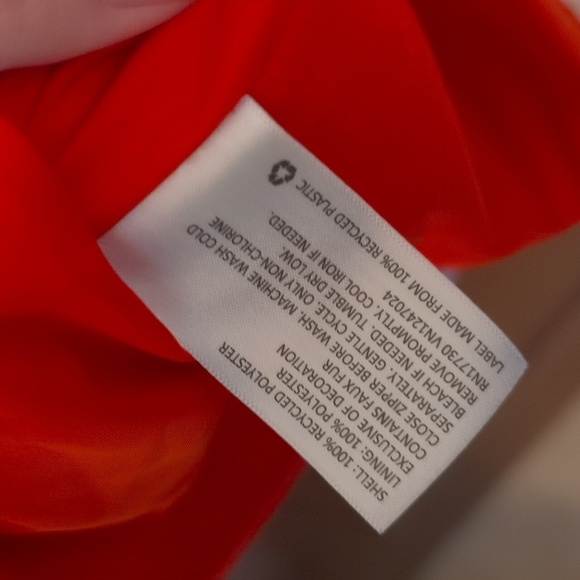 SHELL: 100% RECYCLED POLYESTER
LINING: 100% POLYESTER
EXCLUSIVE OF DECORATION
CONTAINS FAUX FUR
CLOSE ZIPPER BEFORE WASH. MACHINE WASH COLD
SEPARATELY. GENTLE CYCLE. ONLY NON-CHLORINE
BLEACH IF NEEDED. TUMBLE DRY LOW.
REMOVE PROMPTLY. COOL IRON IF NEEDED.
RN17730 VN1247024
LABEL MADE FROM 100% RECYCLED PLASTIC